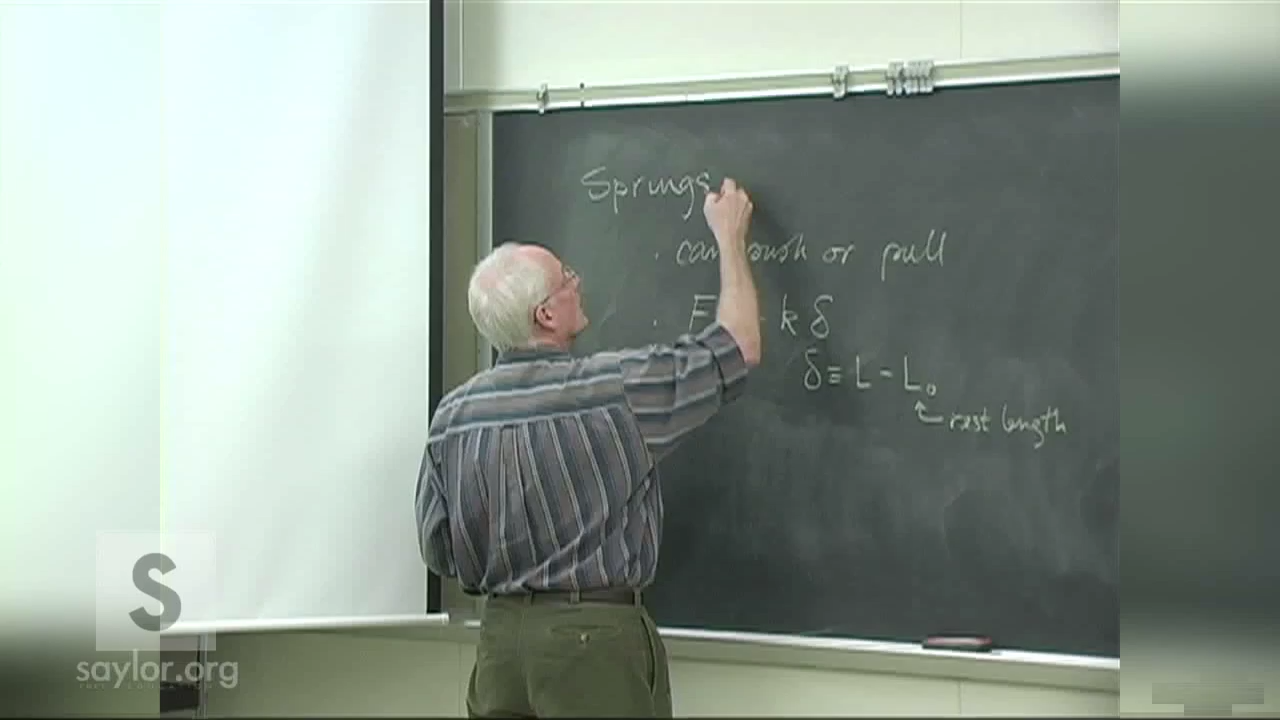 Springs
· can push or pull
· F - k δ
δ ≡ L - L₀
rest length
S
saylor.org